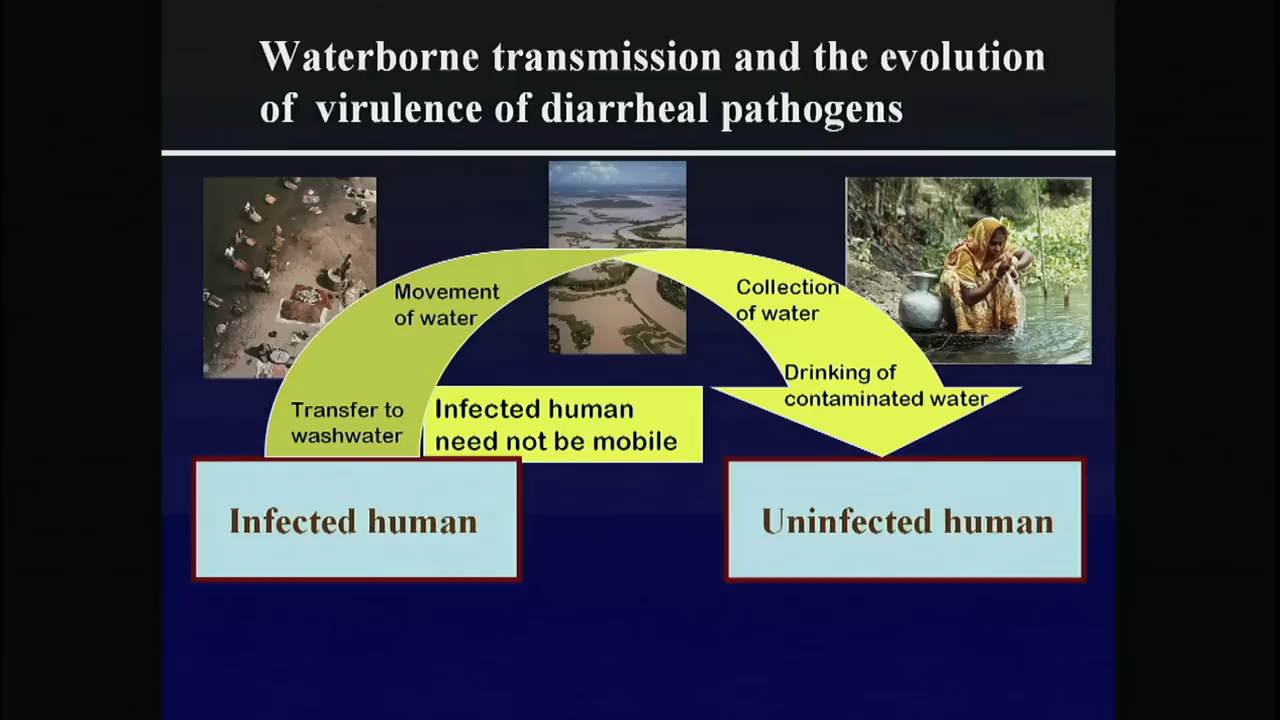 Waterborne transmission and the evolution
of virulence of diarrheal pathogens
Movement
of water
Collection
of water
Drinking of
contaminated water
Transfer to
washwater
Infected human
need not be mobile
Infected human
Uninfected human